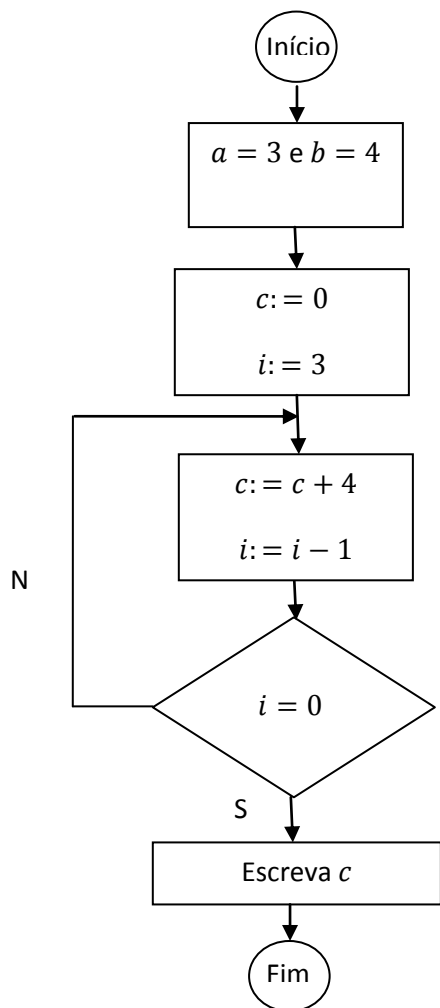 Início
a = 3 e b = 4
c: = 0
i: = 3
c: = c + 4
i: = i − 1
N
i = 0
S
Escreva c
Fim